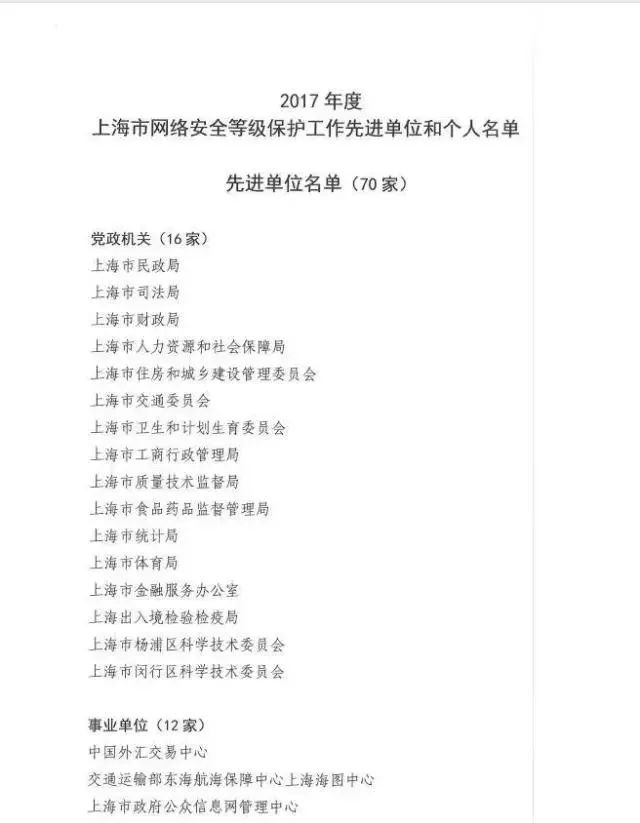 2017 年度
上海市网络安全等级保护工作先进单位和个人名单
先进单位名单（70 家）
党政机关（16 家）
上海市民政局
上海市司法局
上海市财政局
上海市人力资源和社会保障局
上海市住房和城乡建设管理委员会
上海市交通委员会
上海市卫生和计划生育委员会
上海市工商行政管理局
上海市质量技术监督局
上海市食品药品监督管理局
上海市统计局
上海市体育局
上海市金融服务办公室
上海出入境检验检疫局
上海市杨浦区科学技术委员会
上海市闵行区科学技术委员会
事业单位（12 家）
中国外汇交易中心
交通运输部东海航海保障中心上海海图中心
上海市政府公众信息网管理中心